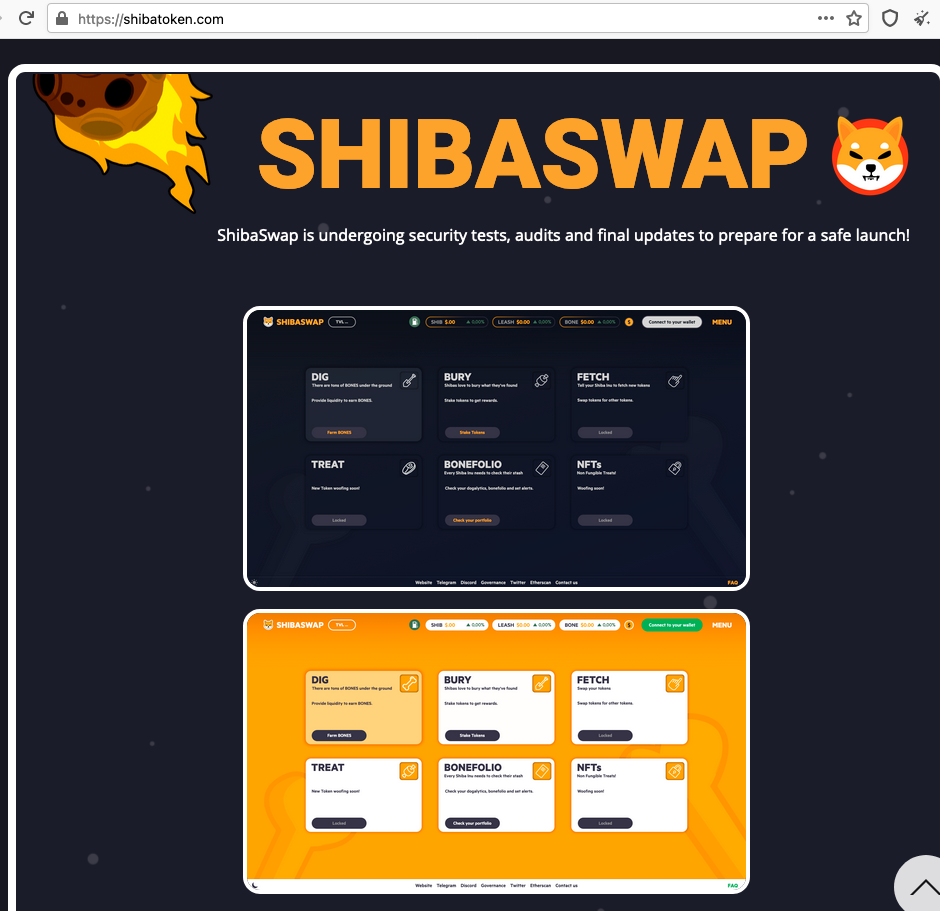 https://shibatoken.com
SHIBASWAP
ShibaSwap is undergoing security tests, audits and final updates to prepare for a safe launch!
SHIBASWAP TVL ... SHIB $.00 ▲ 0.00% LEASH $0.00 ▲ 0.00% BONE $0.00 ▲ 0.00% $ Connect to your wallet MENU
DIG BURY FETCH
There are tons of BONES under the ground Shibas love to bury what they've found Tell your Shiba Inu to fetch new tokens
Provide liquidity to earn BONES. Stake tokens to get rewards. Swap tokens for other tokens.
Farm BONES Stake Tokens Locked
TREAT BONEFOLIO NFTs
Every Shiba Inu needs to check their stash Non Fungible Treats!
New Token woofing soon! Check your dogalytics, bonefolio and set alerts. Woofing soon!
Locked Check your portfolio Locked
Website Telegram Discord Governance Twitter Etherscan Contact us FAQ
SHIBASWAP TVL ... SHIB $.00 ▲ 0.00% LEASH $0.00 ▲ 0.00% BONE $0.00 ▲ 0.00% $ Connect to your wallet MENU
DIG BURY FETCH
There are tons of BONES under the ground Shibas love to bury what they've found Swap your tokens
Provide liquidity to earn BONES. Stake tokens to get rewards. Swap tokens for other tokens.
Farm BONES Stake Tokens Locked
TREAT BONEFOLIO NFTs
Every Shiba Inu needs to check their stash Non Fungible Treats!
New Token woofing soon! Check your dogalytics, bonefolio and set alerts. Woofing soon!
Locked Check your portfolio Locked
Website Telegram Discord Governance Twitter Etherscan Contact us FAQ